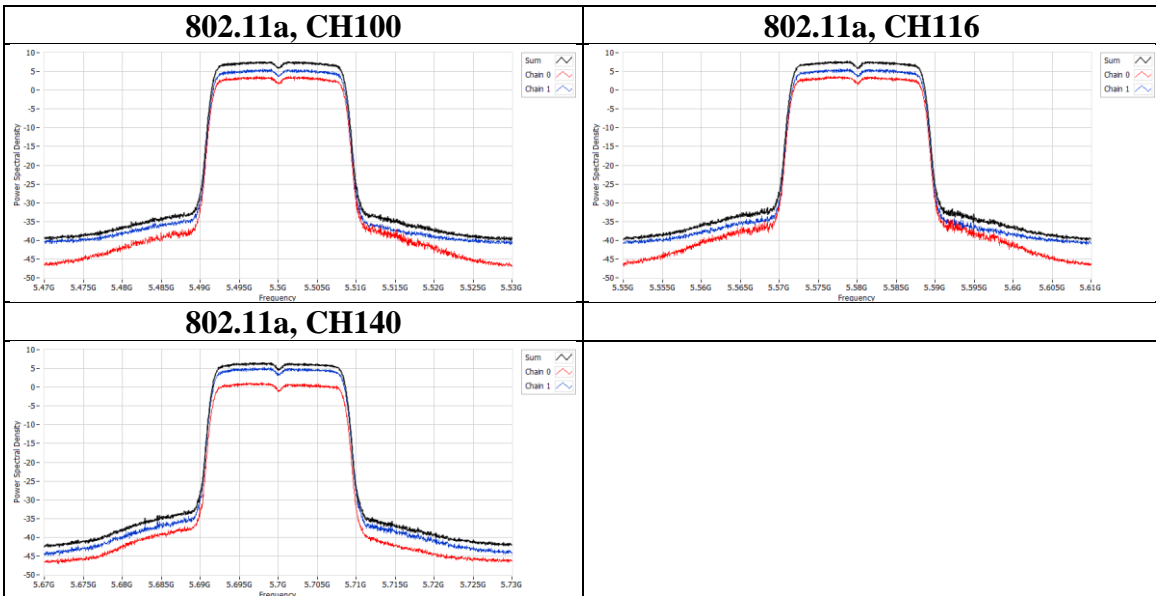 802.11a, CH100
10
5
0
-5
-10
-15
-20
-25
-30
-35
-40
-45
-50
Power Spectral Density
5.47G 5.475G 5.48G 5.485G 5.49G 5.495G 5.5G 5.505G 5.51G 5.515G 5.52G 5.525G 5.53G
Frequency
Sum
Chain 0
Chain 1
802.11a, CH116
10
5
0
-5
-10
-15
-20
-25
-30
-35
-40
-45
-50
Power Spectral Density
5.55G 5.555G 5.56G 5.565G 5.57G 5.575G 5.58G 5.585G 5.59G 5.595G 5.6G 5.605G 5.61G
Frequency
Sum
Chain 0
Chain 1
802.11a, CH140
10
5
0
-5
-10
-15
-20
-25
-30
-35
-40
-45
-50
Power Spectral Density
5.67G 5.675G 5.68G 5.685G 5.69G 5.695G 5.7G 5.705G 5.71G 5.715G 5.72G 5.725G 5.73G
Frequency
Sum
Chain 0
Chain 1